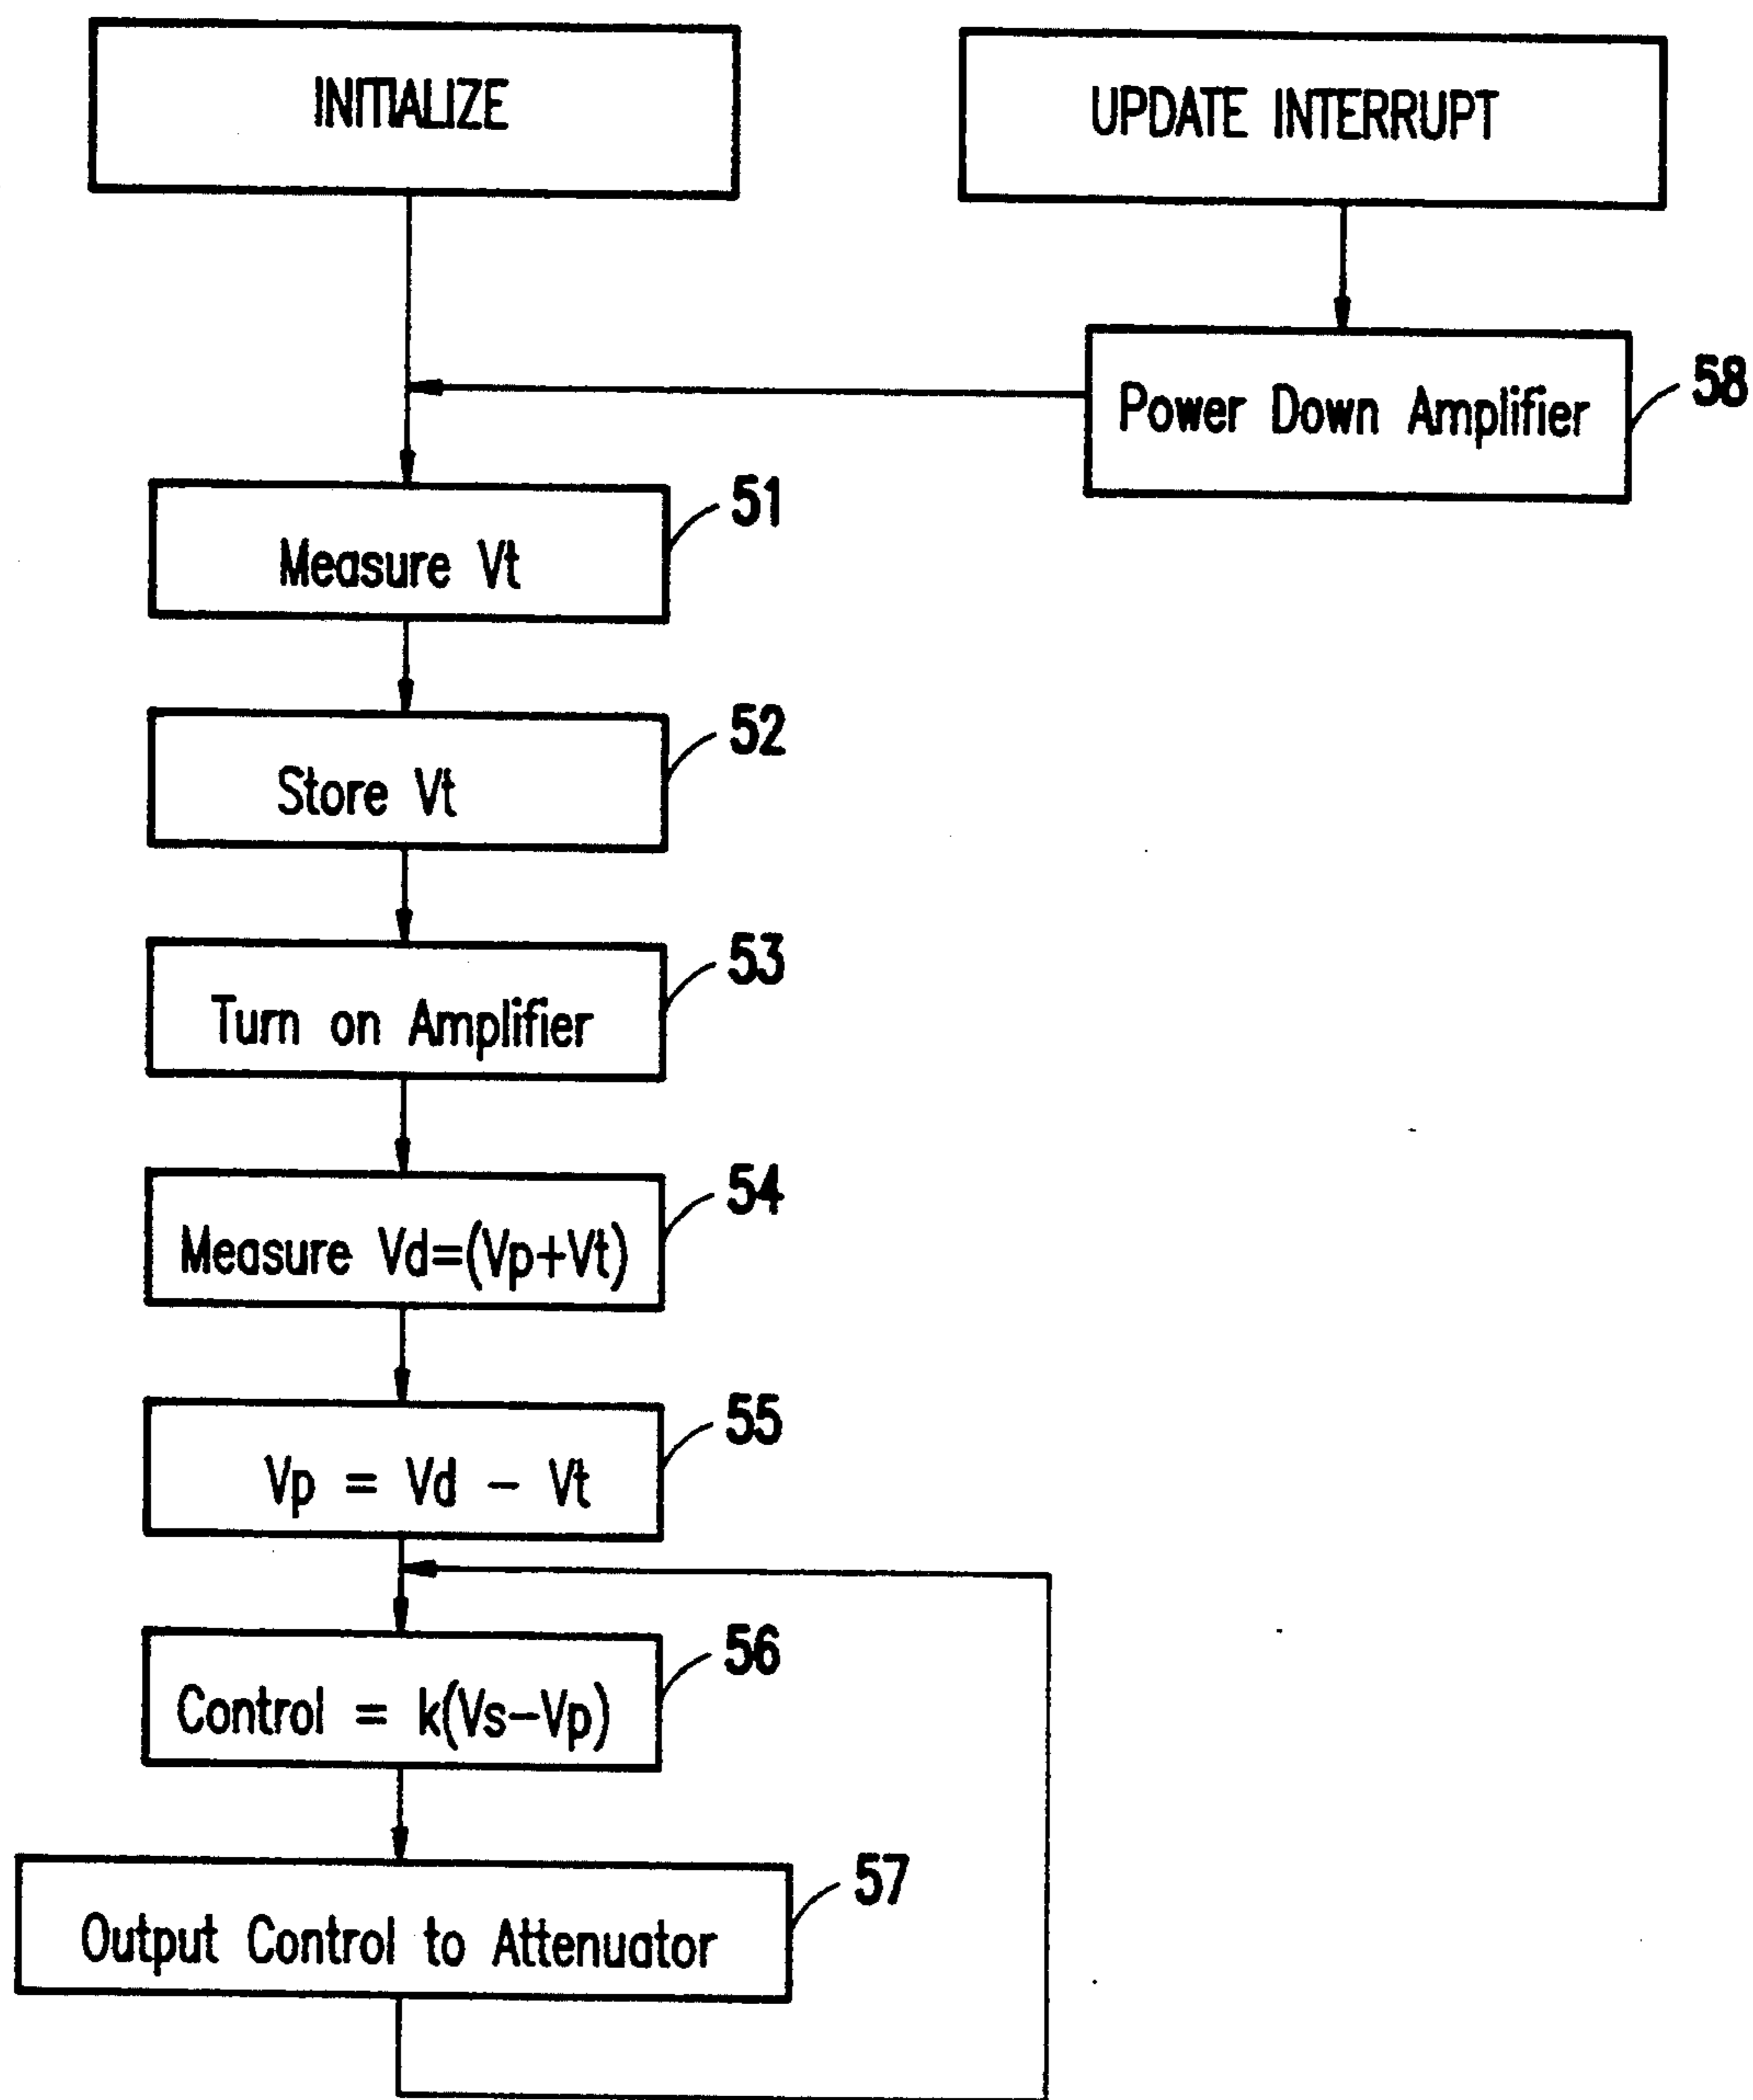 INITIALIZE
UPDATE INTERRUPT
Power Down Amplifier
58
Measure Vt
51
Store Vt
52
Turn on Amplifier
53
Measure Vd=(Vp+Vt)
54
Vp = Vd - Vt
55
Control = k(Vs-Vp)
56
Output Control to Attenuator
57